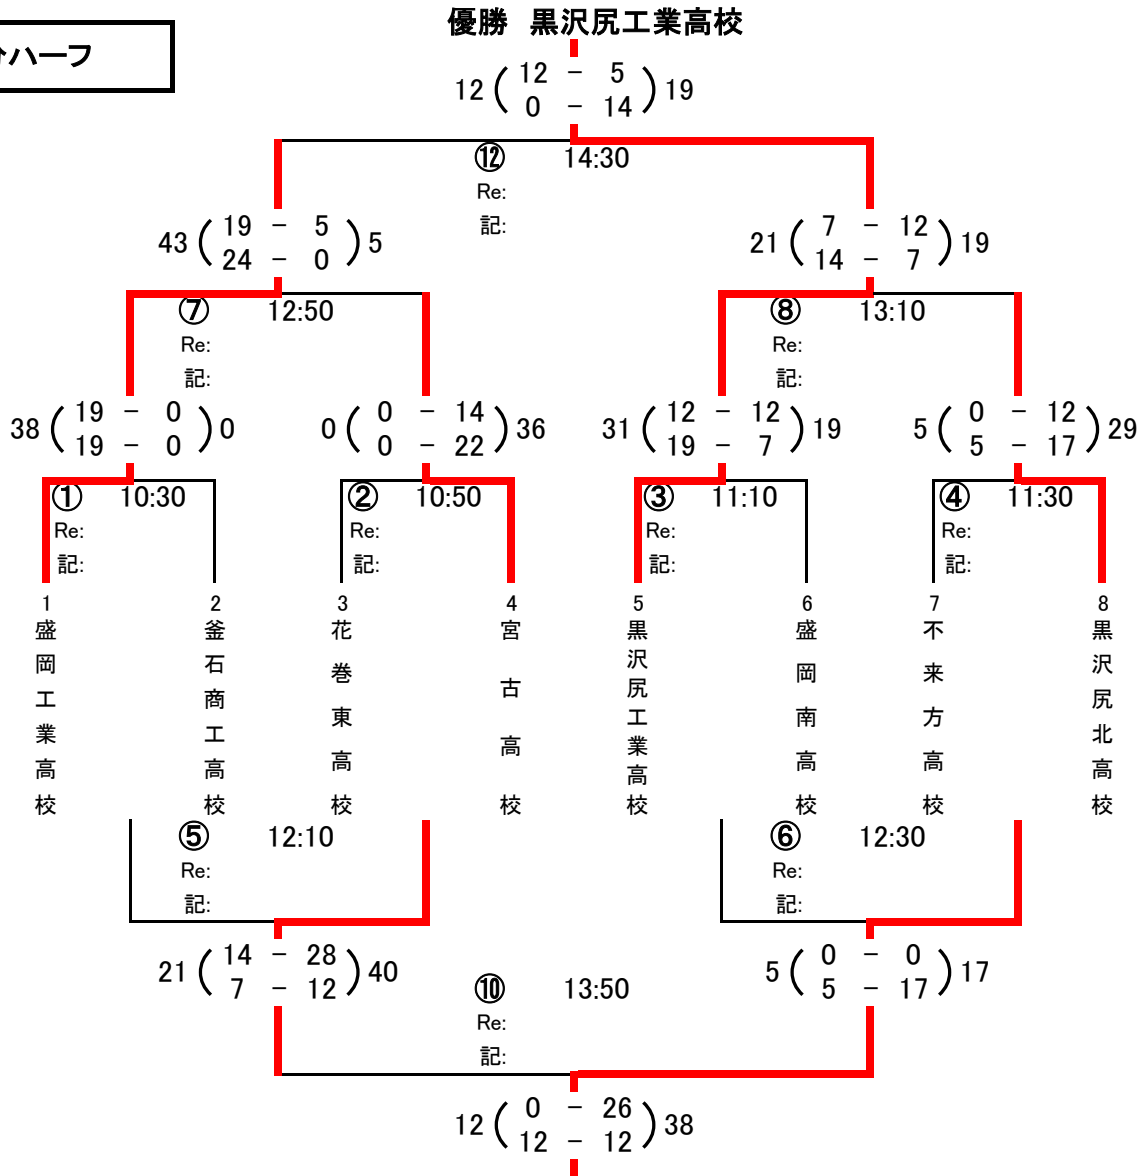 優勝 黒沢尻工業高校
分ハーフ
12 ( 12 - 5 ) 19
0 - 14
⑫ 14:30
Re:
記:
43 ( 19 - 5 ) 5
24 - 0
21 ( 7 - 12 ) 19
14 - 7
⑦ 12:50
Re:
記:
⑧ 13:10
Re:
記:
38 ( 19 - 0 ) 0
19 - 0
0 ( 0 - 14 ) 36
0 - 22
31 ( 12 - 12 ) 19
19 - 7
5 ( 0 - 12 ) 29
5 - 17
① 10:30
Re:
記:
② 10:50
Re:
記:
③ 11:10
Re:
記:
④ 11:30
Re:
記:
1
盛岡工業高校
2
釜石商工高校
3
花巻東高校
4
宮古高校
5
黒沢尻工業高校
6
盛岡南高校
7
不来方高校
8
黒沢尻北高校
⑤ 12:10
Re:
記:
⑥ 12:30
Re:
記:
21 ( 14 - 28 ) 40
7 - 12
5 ( 0 - 0 ) 17
5 - 17
⑩ 13:50
Re:
記:
12 ( 0 - 26 ) 38
12 - 12